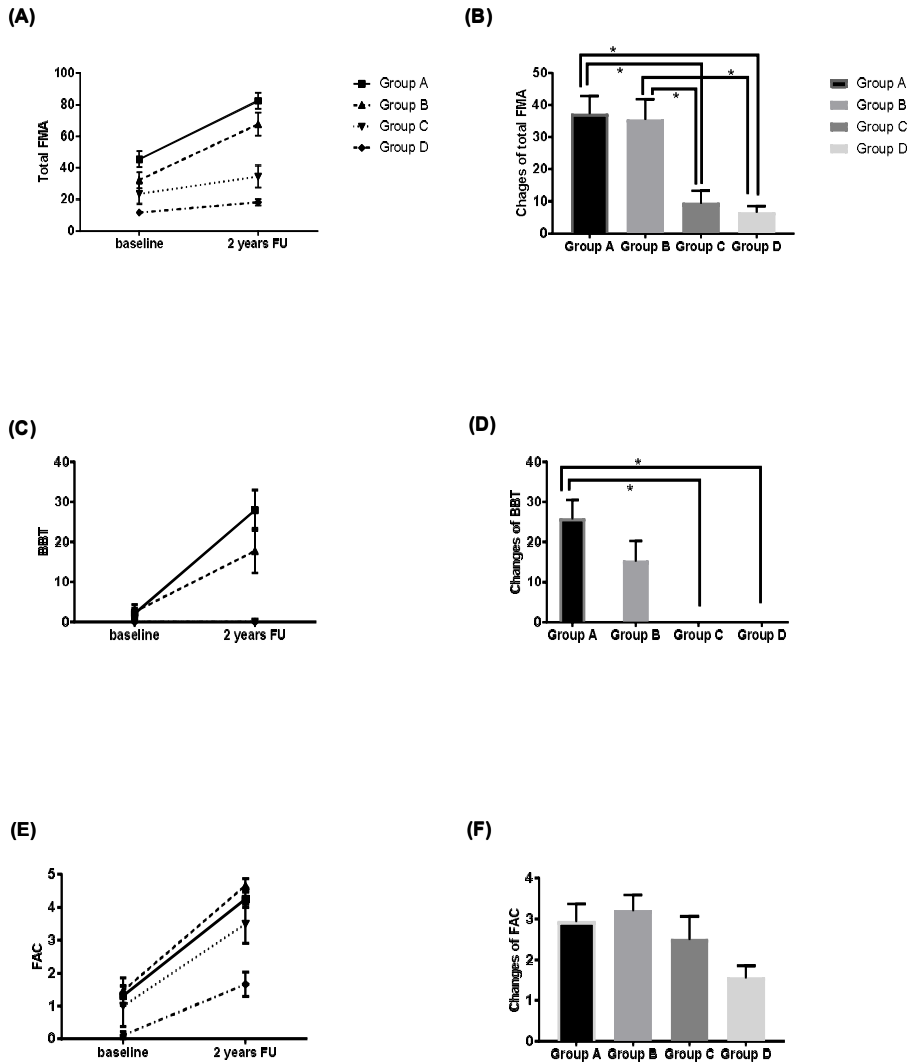 (A)
100
80
60
40
20
0
Total FMA
baseline 2 years FU
Group A
Group B
Group C
Group D
(B)
50
40
30
20
10
0
Chages of total FMA
* * * *
Group A Group B Group C Group D
Group A
Group B
Group C
Group D
(C)
40
30
20
10
0
BBT
baseline 2 years FU
(D)
40
30
20
10
0
Changes of BBT
*
*
Group A Group B Group C Group D
(E)
5
4
3
2
1
0
FAC
baseline 2 years FU
(F)
4
3
2
1
0
Changes of FAC
Group A Group B Group C Group D